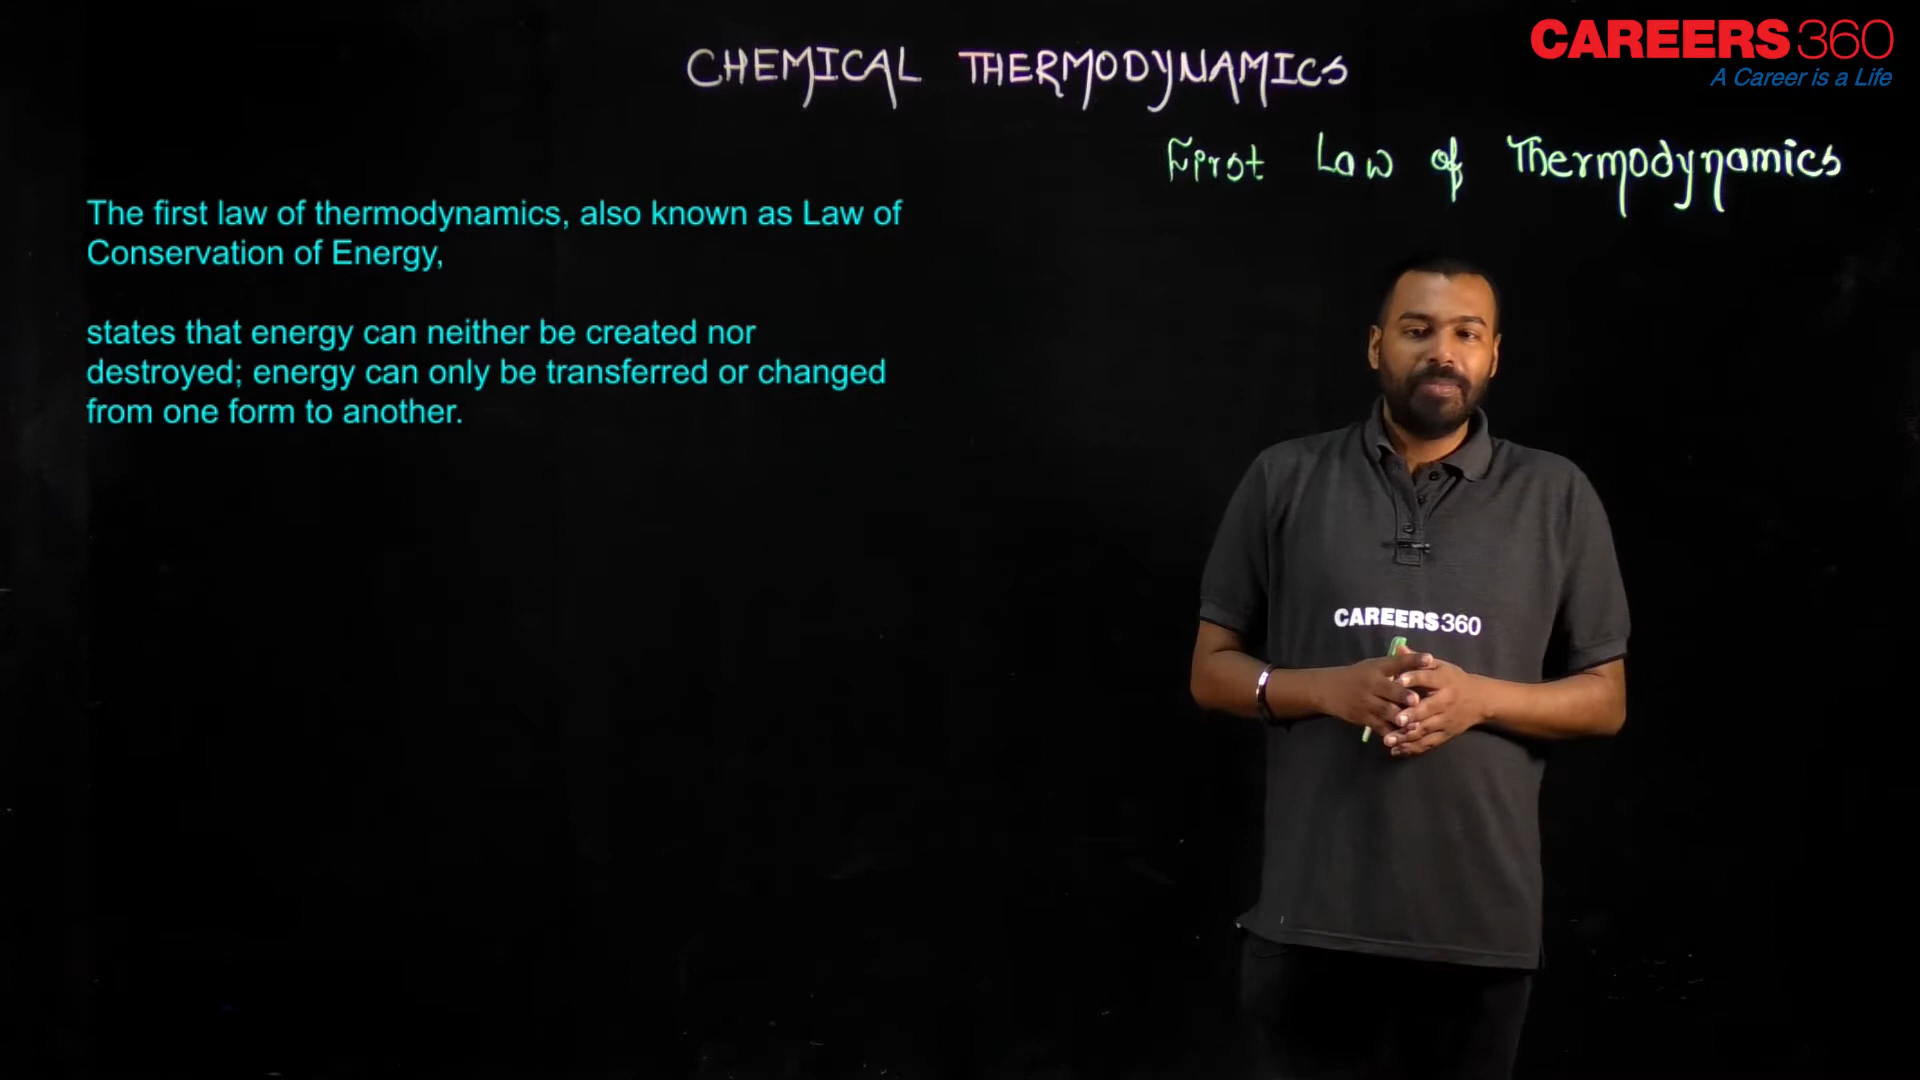 CAREERS360
A Career is a Life
CHEMICAL THERMODYNAMICS
First Law of Thermodynamics
The first law of thermodynamics, also known as Law of
Conservation of Energy,
states that energy can neither be created nor
destroyed; energy can only be transferred or changed
from one form to another.
CAREERS360